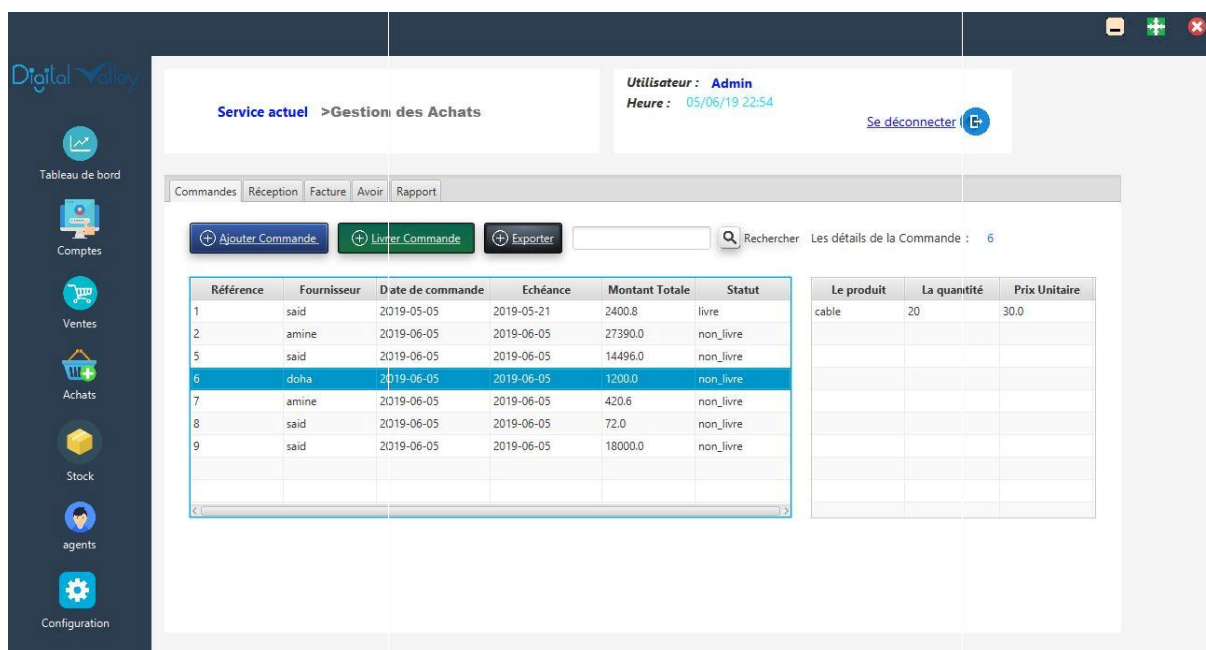 Digital Valley
Utilisateur : Admin
Heure : 05/06/19 22:54
Service actuel >Gestion des Achats
Se déconnecter
Tableau de bord
Comptes
Ventes
Achats
Stock
agents
Configuration
Commandes Réception Facture Avoir Rapport
Ajouter Commande Livrer Commande Exporter Rechercher Les détails de la Commande : 6
Référence Fournisseur Date de commande Echéance Montant Totale Statut
1 said 2019-05-05 2019-05-21 2400.8 livre
2 amine 2019-06-05 2019-06-05 27390.0 non_livre
5 said 2019-06-05 2019-06-05 14496.0 non_livre
6 doha 2019-06-05 2019-06-05 1200.0 non_livre
7 amine 2019-06-05 2019-06-05 420.6 non_livre
8 said 2019-06-05 2019-06-05 72.0 non_livre
9 said 2019-06-05 2019-06-05 18000.0 non_livre
Le produit La quantité Prix Unitaire
cable 20 30.0